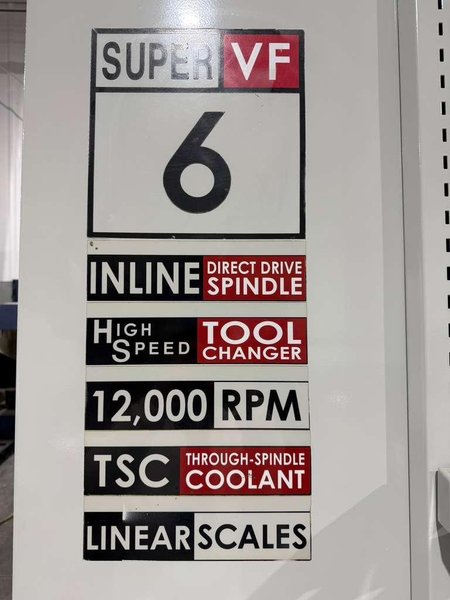 SUPER VF
6
INLINE DIRECT DRIVE
SPINDLE
HIGH SPEED TOOL
CHANGER
12,000 RPM
TSC THROUGH-SPINDLE
COOLANT
LINEAR SCALES